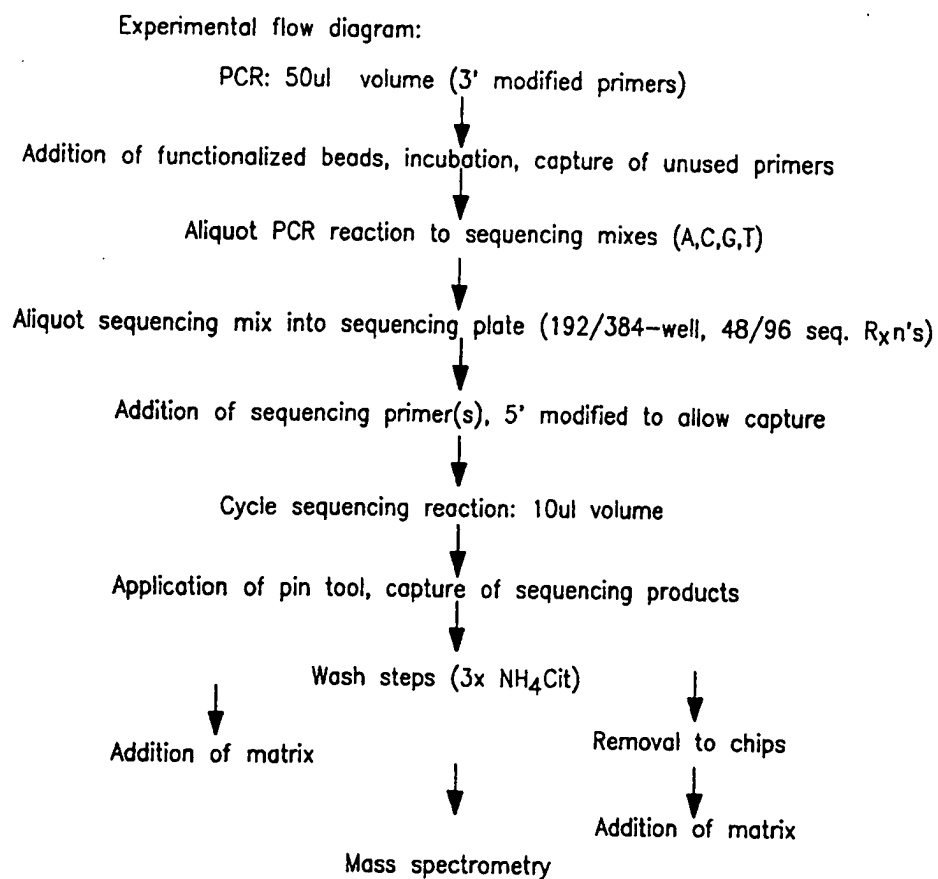 Experimental flow diagram:
PCR: 50ul volume (3' modified primers)
Addition of functionalized beads, incubation, capture of unused primers
Aliquot PCR reaction to sequencing mixes (A,C,G,T)
Aliquot sequencing mix into sequencing plate (192/384-well, 48/96 seq. Rxn's)
Addition of sequencing primer(s), 5' modified to allow capture
Cycle sequencing reaction: 10ul volume
Application of pin tool, capture of sequencing products
Wash steps (3x NH4Cit)
Addition of matrix
Removal to chips
Addition of matrix
Mass spectrometry